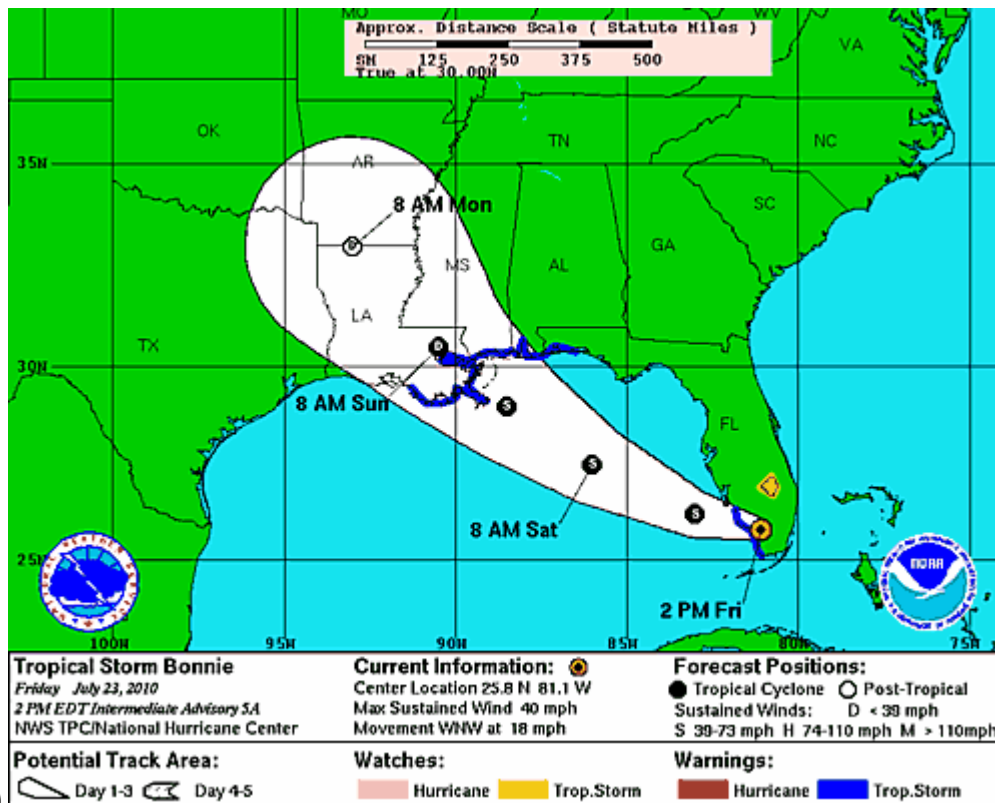 MO
WV
Approx. Distance Scale ( Statute Miles )
SM 125 250 375 500
True at 30.00N
VA
OK
TN
NC
35N
AR
8 AM Mon
SC
D
MS
AL
GA
LA
TX
D
30N
8 AM Sun
S
FL
S
8 AM Sat
S
25N
NOAA
2 PM Fri
100W 95W 90W 85W 80W 75W
Tropical Storm Bonnie
Friday July 23, 2010
2 PM EDT Intermediate Advisory 5A
NWS TPC/National Hurricane Center
Current Information:
Center Location 25.8 N 81.1 W
Max Sustained Wind 40 mph
Movement WNW at 18 mph
Forecast Positions:
Tropical Cyclone Post-Tropical
Sustained Winds: D < 39 mph
S 39-73 mph H 74-110 mph M > 110mph
Potential Track Area:
Day 1-3 Day 4-5
Watches:
Hurricane Trop.Storm
Warnings:
Hurricane Trop.Storm